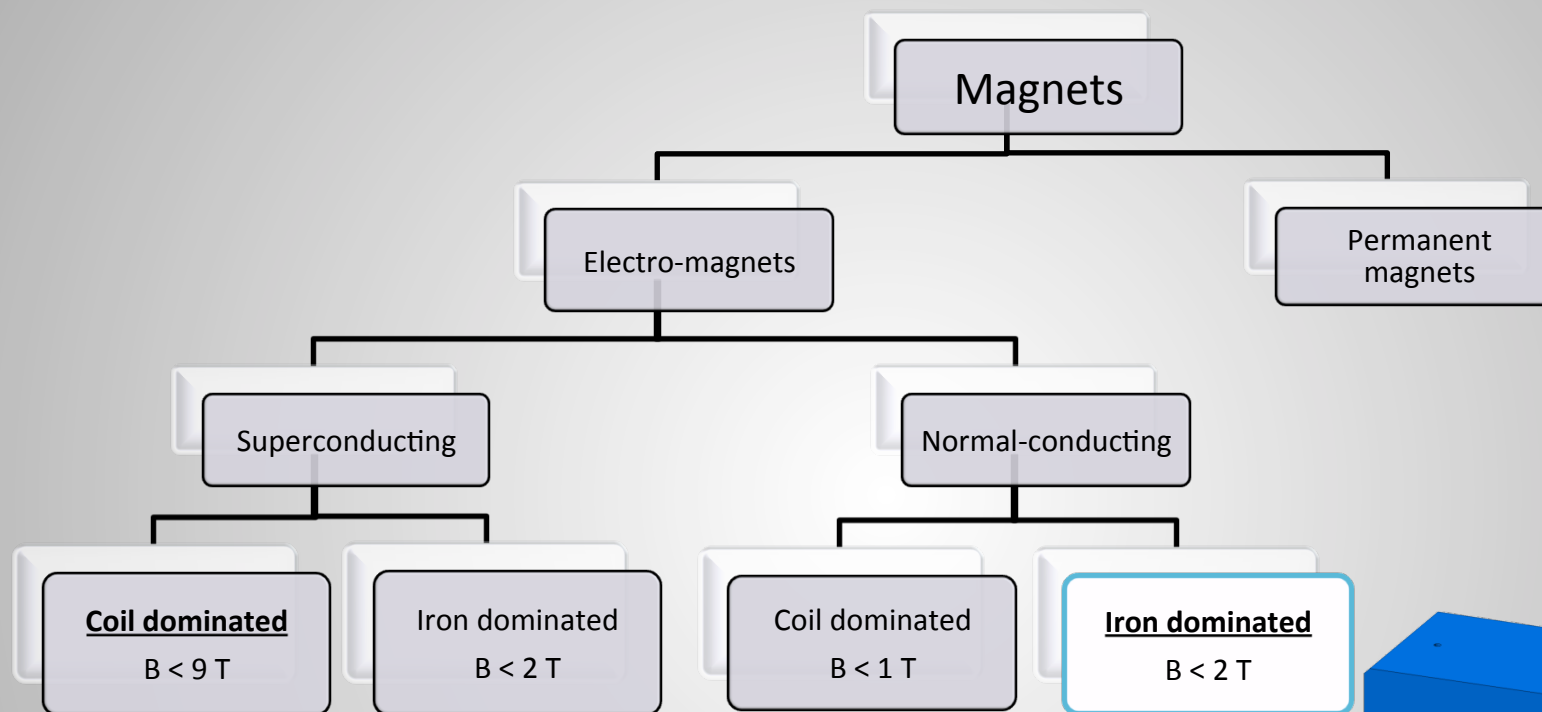 Magnets
Electro-magnets
Permanent
magnets
Superconducting
Normal-conducting
Coil dominated
B < 9 T
Iron dominated
B < 2 T
Coil dominated
B < 1 T
Iron dominated
B < 2 T